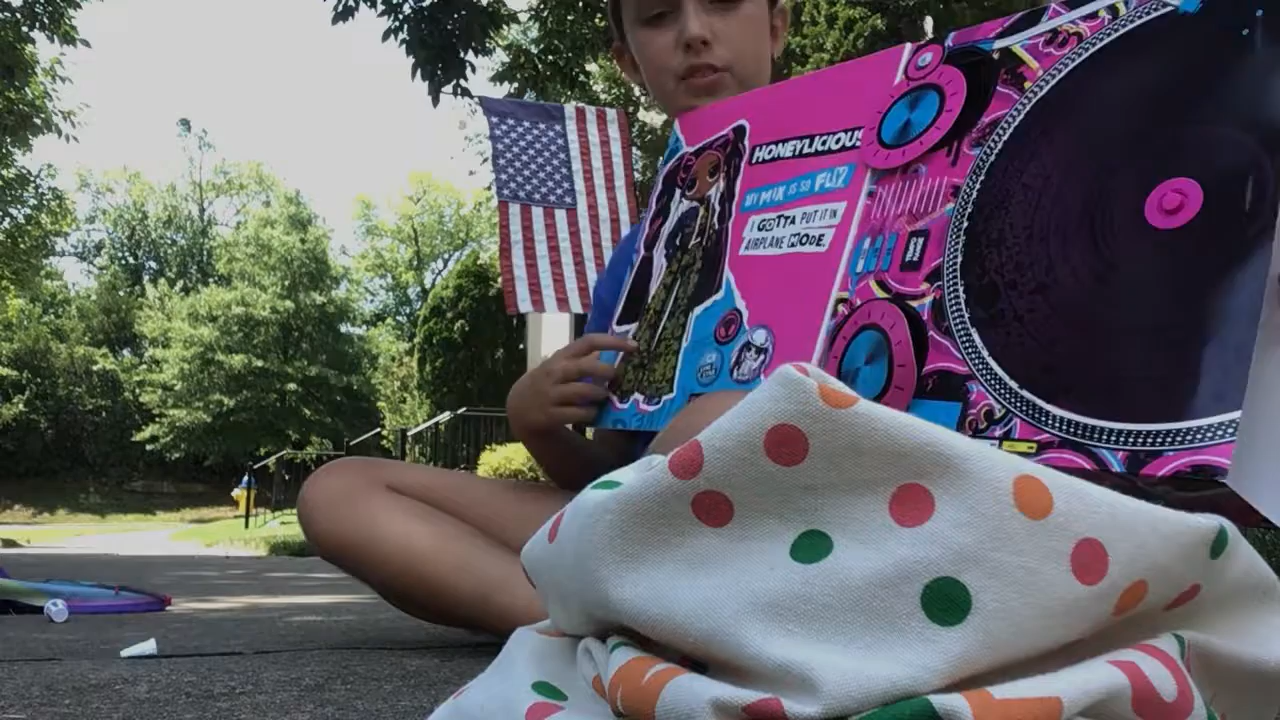 HONEYLICIOUS
MY MIX IS SO FLY?
I GOTTA PUT IT IN
AIRPLANE MODE.